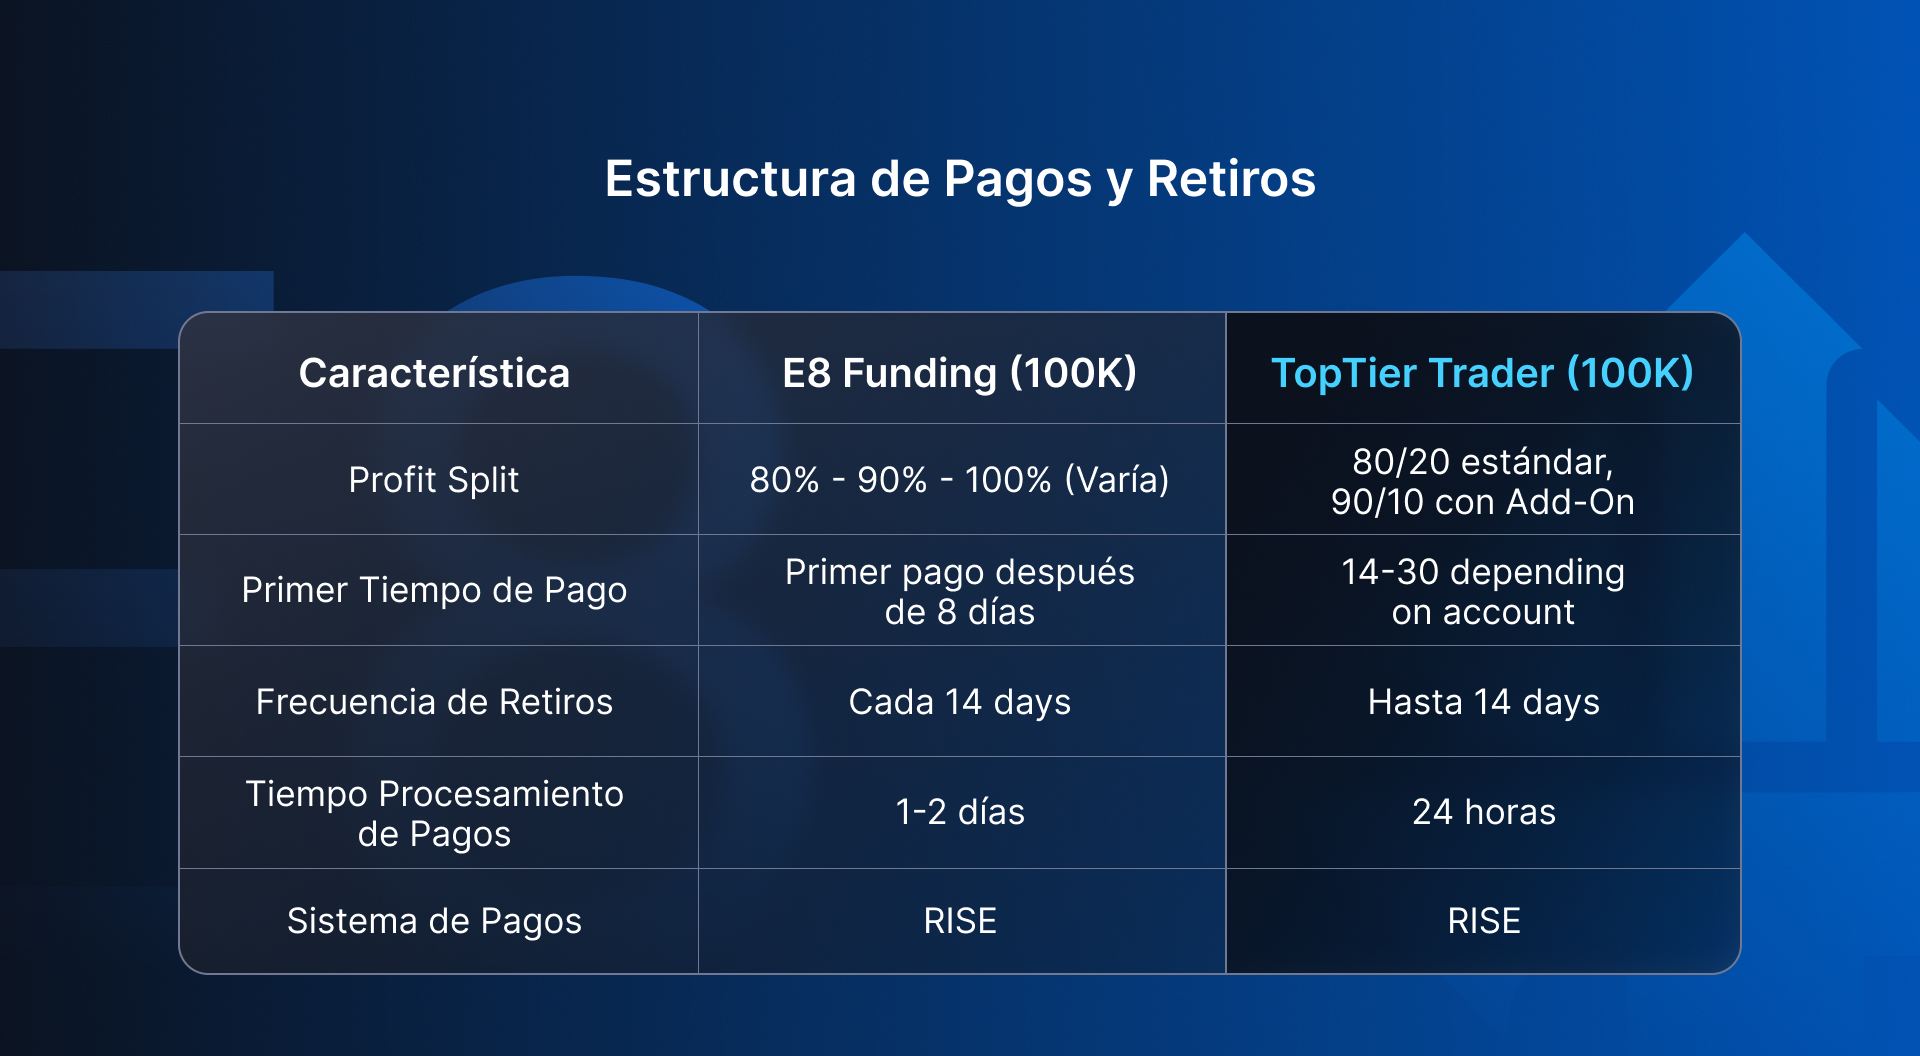 Estructura de Pagos y Retiros
Característica
E8 Funding (100K)
TopTier Trader (100K)
Profit Split
80% - 90% - 100% (Varía)
80/20 estándar,
90/10 con Add-On
Primer Tiempo de Pago
Primer pago después
de 8 días
14-30 depending
on account
Frecuencia de Retiros
Cada 14 days
Hasta 14 days
Tiempo Procesamiento
de Pagos
1-2 días
24 horas
Sistema de Pagos
RISE
RISE